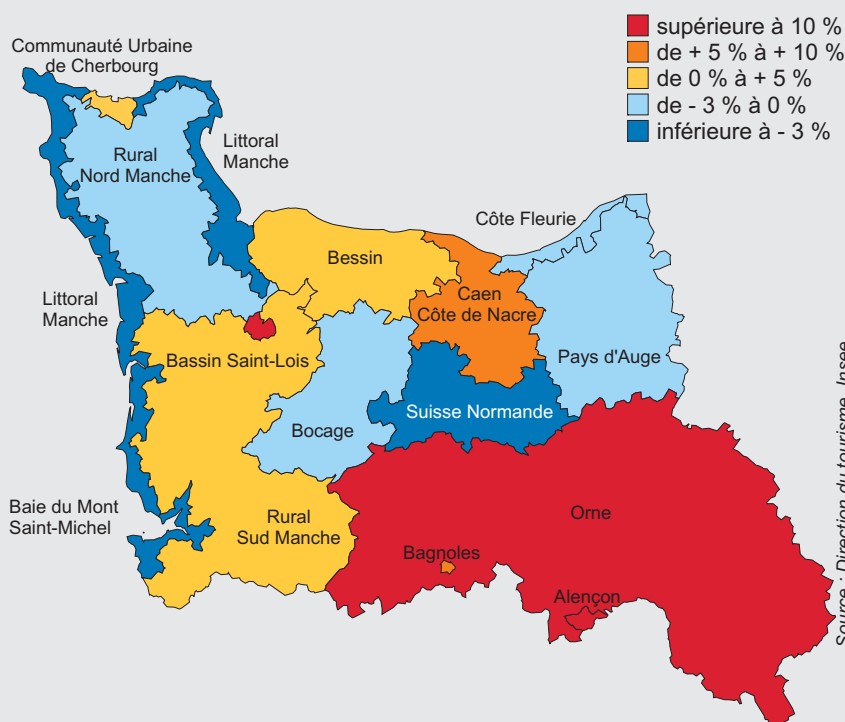 supérieure à 10 %
de + 5 % à + 10 %
de 0 % à + 5 %
de - 3 % à 0 %
inférieure à - 3 %
Communauté Urbaine
de Cherbourg
Littoral
Manche
Rural
Nord Manche
Côte Fleurie
Bessin
Caen
Côte de Nacre
Littoral
Manche
Bassin Saint-Lois
Pays d'Auge
Suisse Normande
Bocage
Baie du Mont
Saint-Michel
Rural
Sud Manche
Orne
Bagnoles
Alençon
Source : Direction du tourisme, Insee